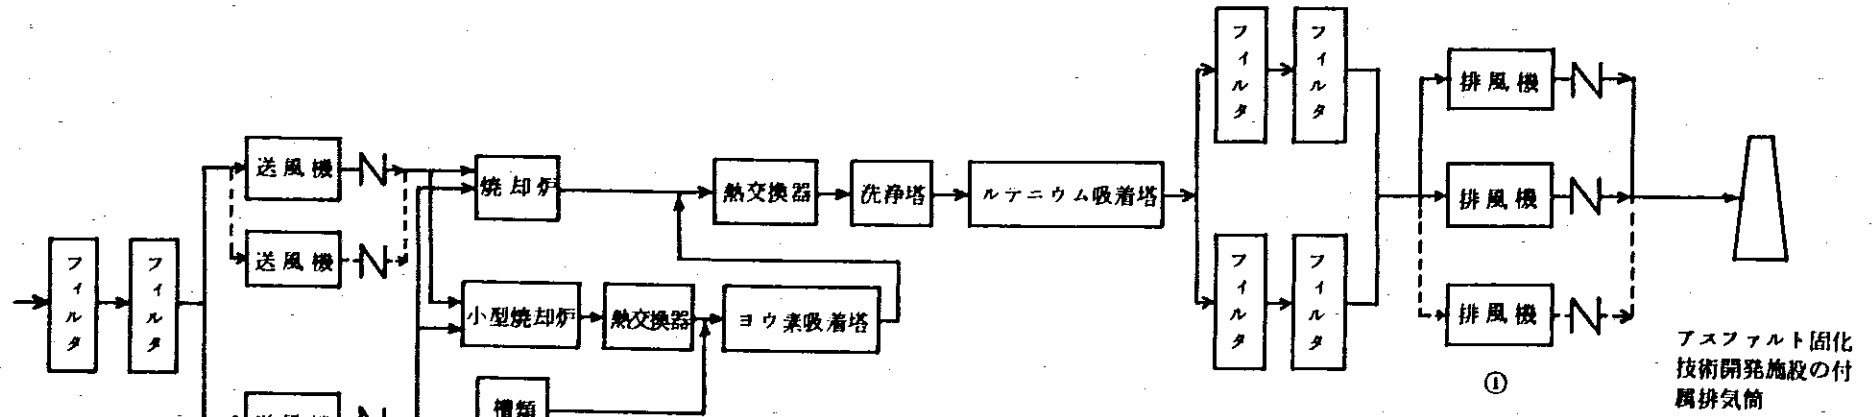 フィルタ
フィルタ
送風機
送風機
焼却炉
小型焼却炉
熱交換器
ヨウ素吸着塔
槽類
熱交換器
洗浄塔
ルテニウム吸着塔
フィルタ
フィルタ
フィルタ
フィルタ
排風機
排風機
排風機
①
アスファルト固化
技術開発施設の付
属排気筒